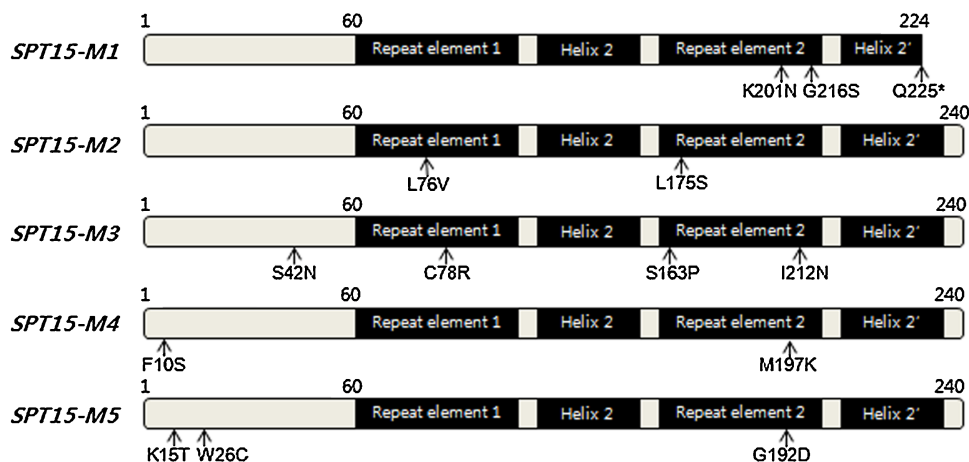 1 60 224
SPT15-M1 Repeat element 1 Helix 2 Repeat element 2 Helix 2′
K201N G216S Q225*
1 60 240
SPT15-M2 Repeat element 1 Helix 2 Repeat element 2 Helix 2′
L76V L175S
1 60 240
SPT15-M3 Repeat element 1 Helix 2 Repeat element 2 Helix 2′
S42N C78R S163P I212N
1 60 240
SPT15-M4 Repeat element 1 Helix 2 Repeat element 2 Helix 2′
F10S M197K
1 60 240
SPT15-M5 Repeat element 1 Helix 2 Repeat element 2 Helix 2′
K15T W26C G192D